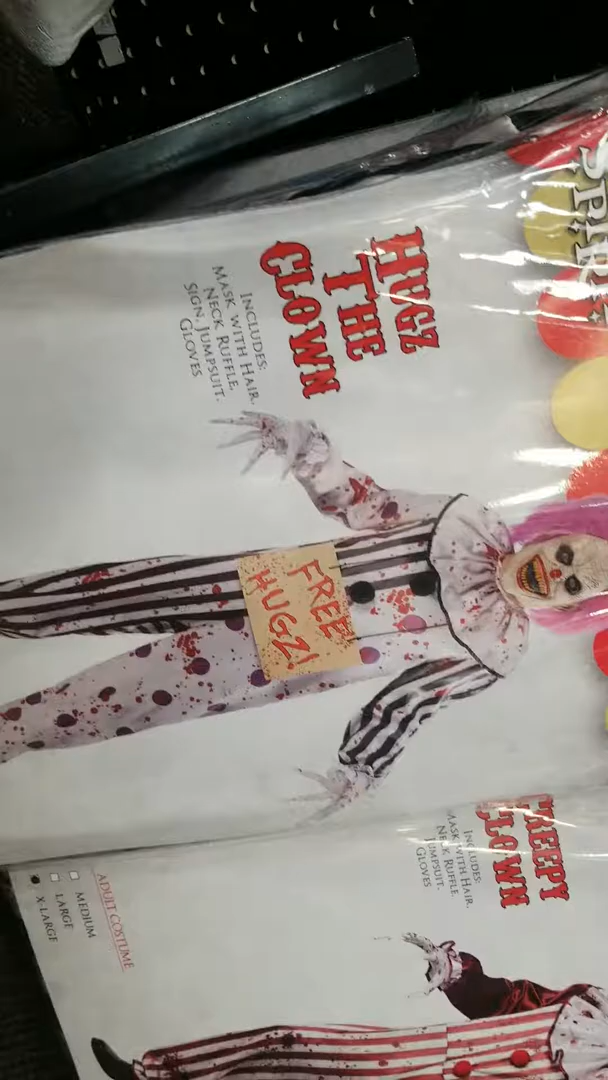 HUGZ
THE
CLOWN
INCLUDES:
MASK WITH HAIR,
NECK RUFFLE,
SIGN, JUMPSUIT,
GLOVES
FREE
HUGZ!
CREEPY
CLOWN
INCLUDES:
MASK WITH HAIR,
NECK RUFFLE,
JUMPSUIT,
GLOVES
ADULT COSTUME
MEDIUM
LARGE
X-LARGE